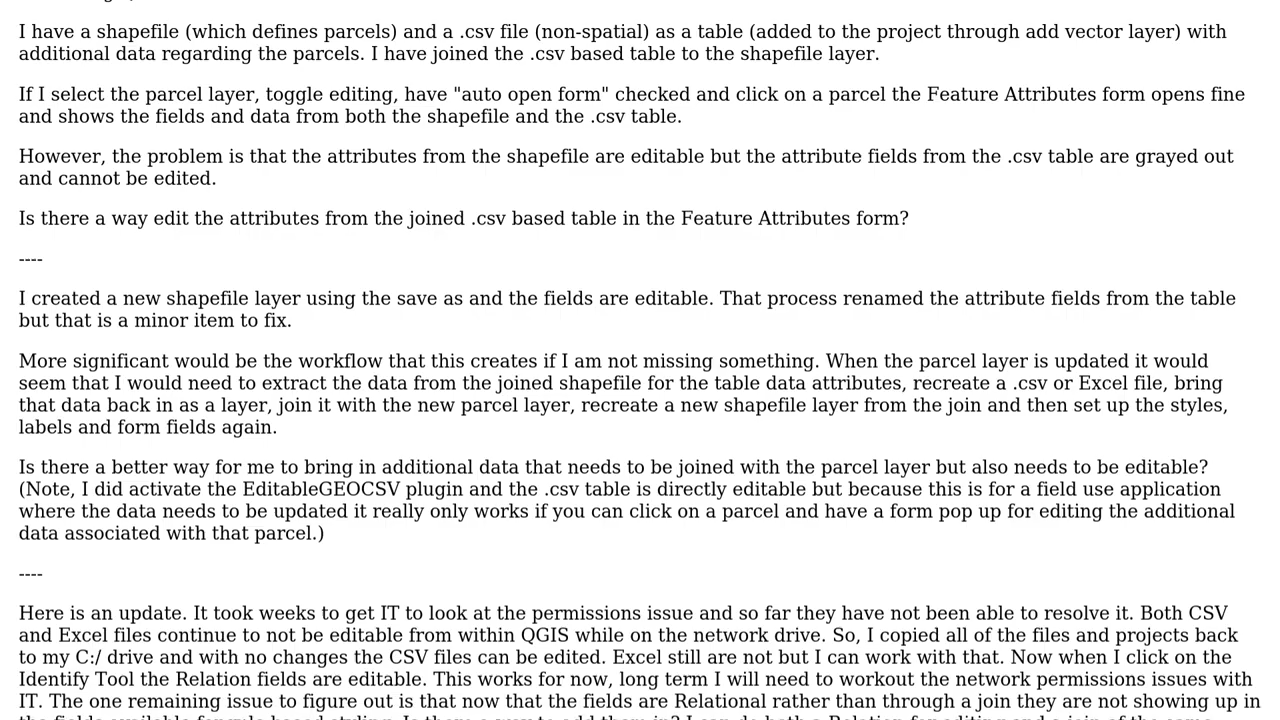 I have a shapefile (which defines parcels) and a .csv file (non-spatial) as a table (added to the project through add vector layer) with
additional data regarding the parcels. I have joined the .csv based table to the shapefile layer.
If I select the parcel layer, toggle editing, have "auto open form" checked and click on a parcel the Feature Attributes form opens fine
and shows the fields and data from both the shapefile and the .csv table.
However, the problem is that the attributes from the shapefile are editable but the attribute fields from the .csv table are grayed out
and cannot be edited.
Is there a way edit the attributes from the joined .csv based table in the Feature Attributes form?
----
I created a new shapefile layer using the save as and the fields are editable. That process renamed the attribute fields from the table
but that is a minor item to fix.
More significant would be the workflow that this creates if I am not missing something. When the parcel layer is updated it would
seem that I would need to extract the data from the joined shapefile for the table data attributes, recreate a .csv or Excel file, bring
that data back in as a layer, join it with the new parcel layer, recreate a new shapefile layer from the join and then set up the styles,
labels and form fields again.
Is there a better way for me to bring in additional data that needs to be joined with the parcel layer but also needs to be editable?
(Note, I did activate the EditableGEOCSV plugin and the .csv table is directly editable but because this is for a field use application
where the data needs to be updated it really only works if you can click on a parcel and have a form pop up for editing the additional
data associated with that parcel.)
----
Here is an update. It took weeks to get IT to look at the permissions issue and so far they have not been able to resolve it. Both CSV
and Excel files continue to not be editable from within QGIS while on the network drive. So, I copied all of the files and projects back
to my C:/ drive and with no changes the CSV files can be edited. Excel still are not but I can work with that. Now when I click on the
Identify Tool the Relation fields are editable. This works for now, long term I will need to workout the network permissions issues with
IT. The one remaining issue to figure out is that now that the fields are Relational rather than through a join they are not showing up in